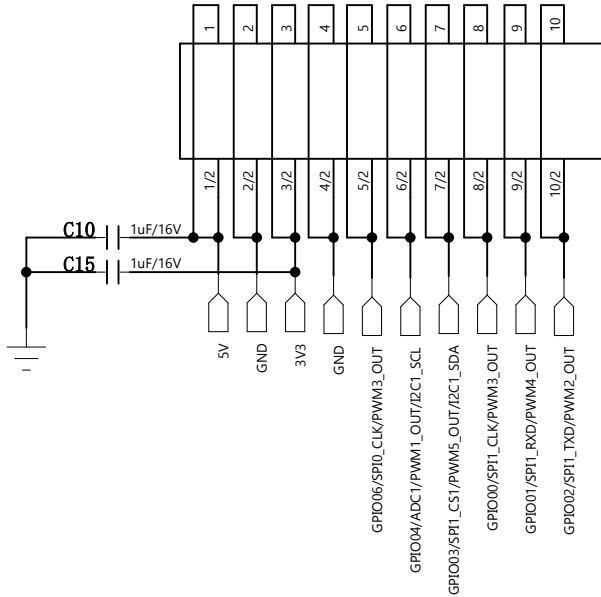 1
2
3
4
5
6
7
8
9
10
1/2
2/2
3/2
4/2
5/2
6/2
7/2
8/2
9/2
10/2
C10
1uF/16V
C15
1uF/16V
5V
GND
3V3
GND
GPIO06/SPI0_CLK/PWM3_OUT
GPIO04/ADC1/PWM1_OUT/I2C1_SCL
GPIO03/SPI1_CS1/PWM5_OUT/I2C1_SDA
GPIO00/SPI1_CLK/PWM3_OUT
GPIO01/SPI1_RXD/PWM4_OUT
GPIO02/SPI1_TXD/PWM2_OUT